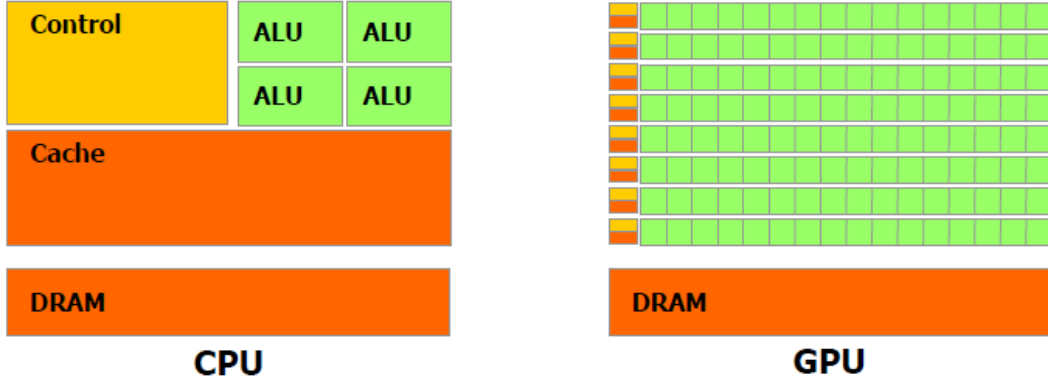 Control
ALU ALU
ALU ALU
Cache
DRAM
CPU
DRAM
GPU